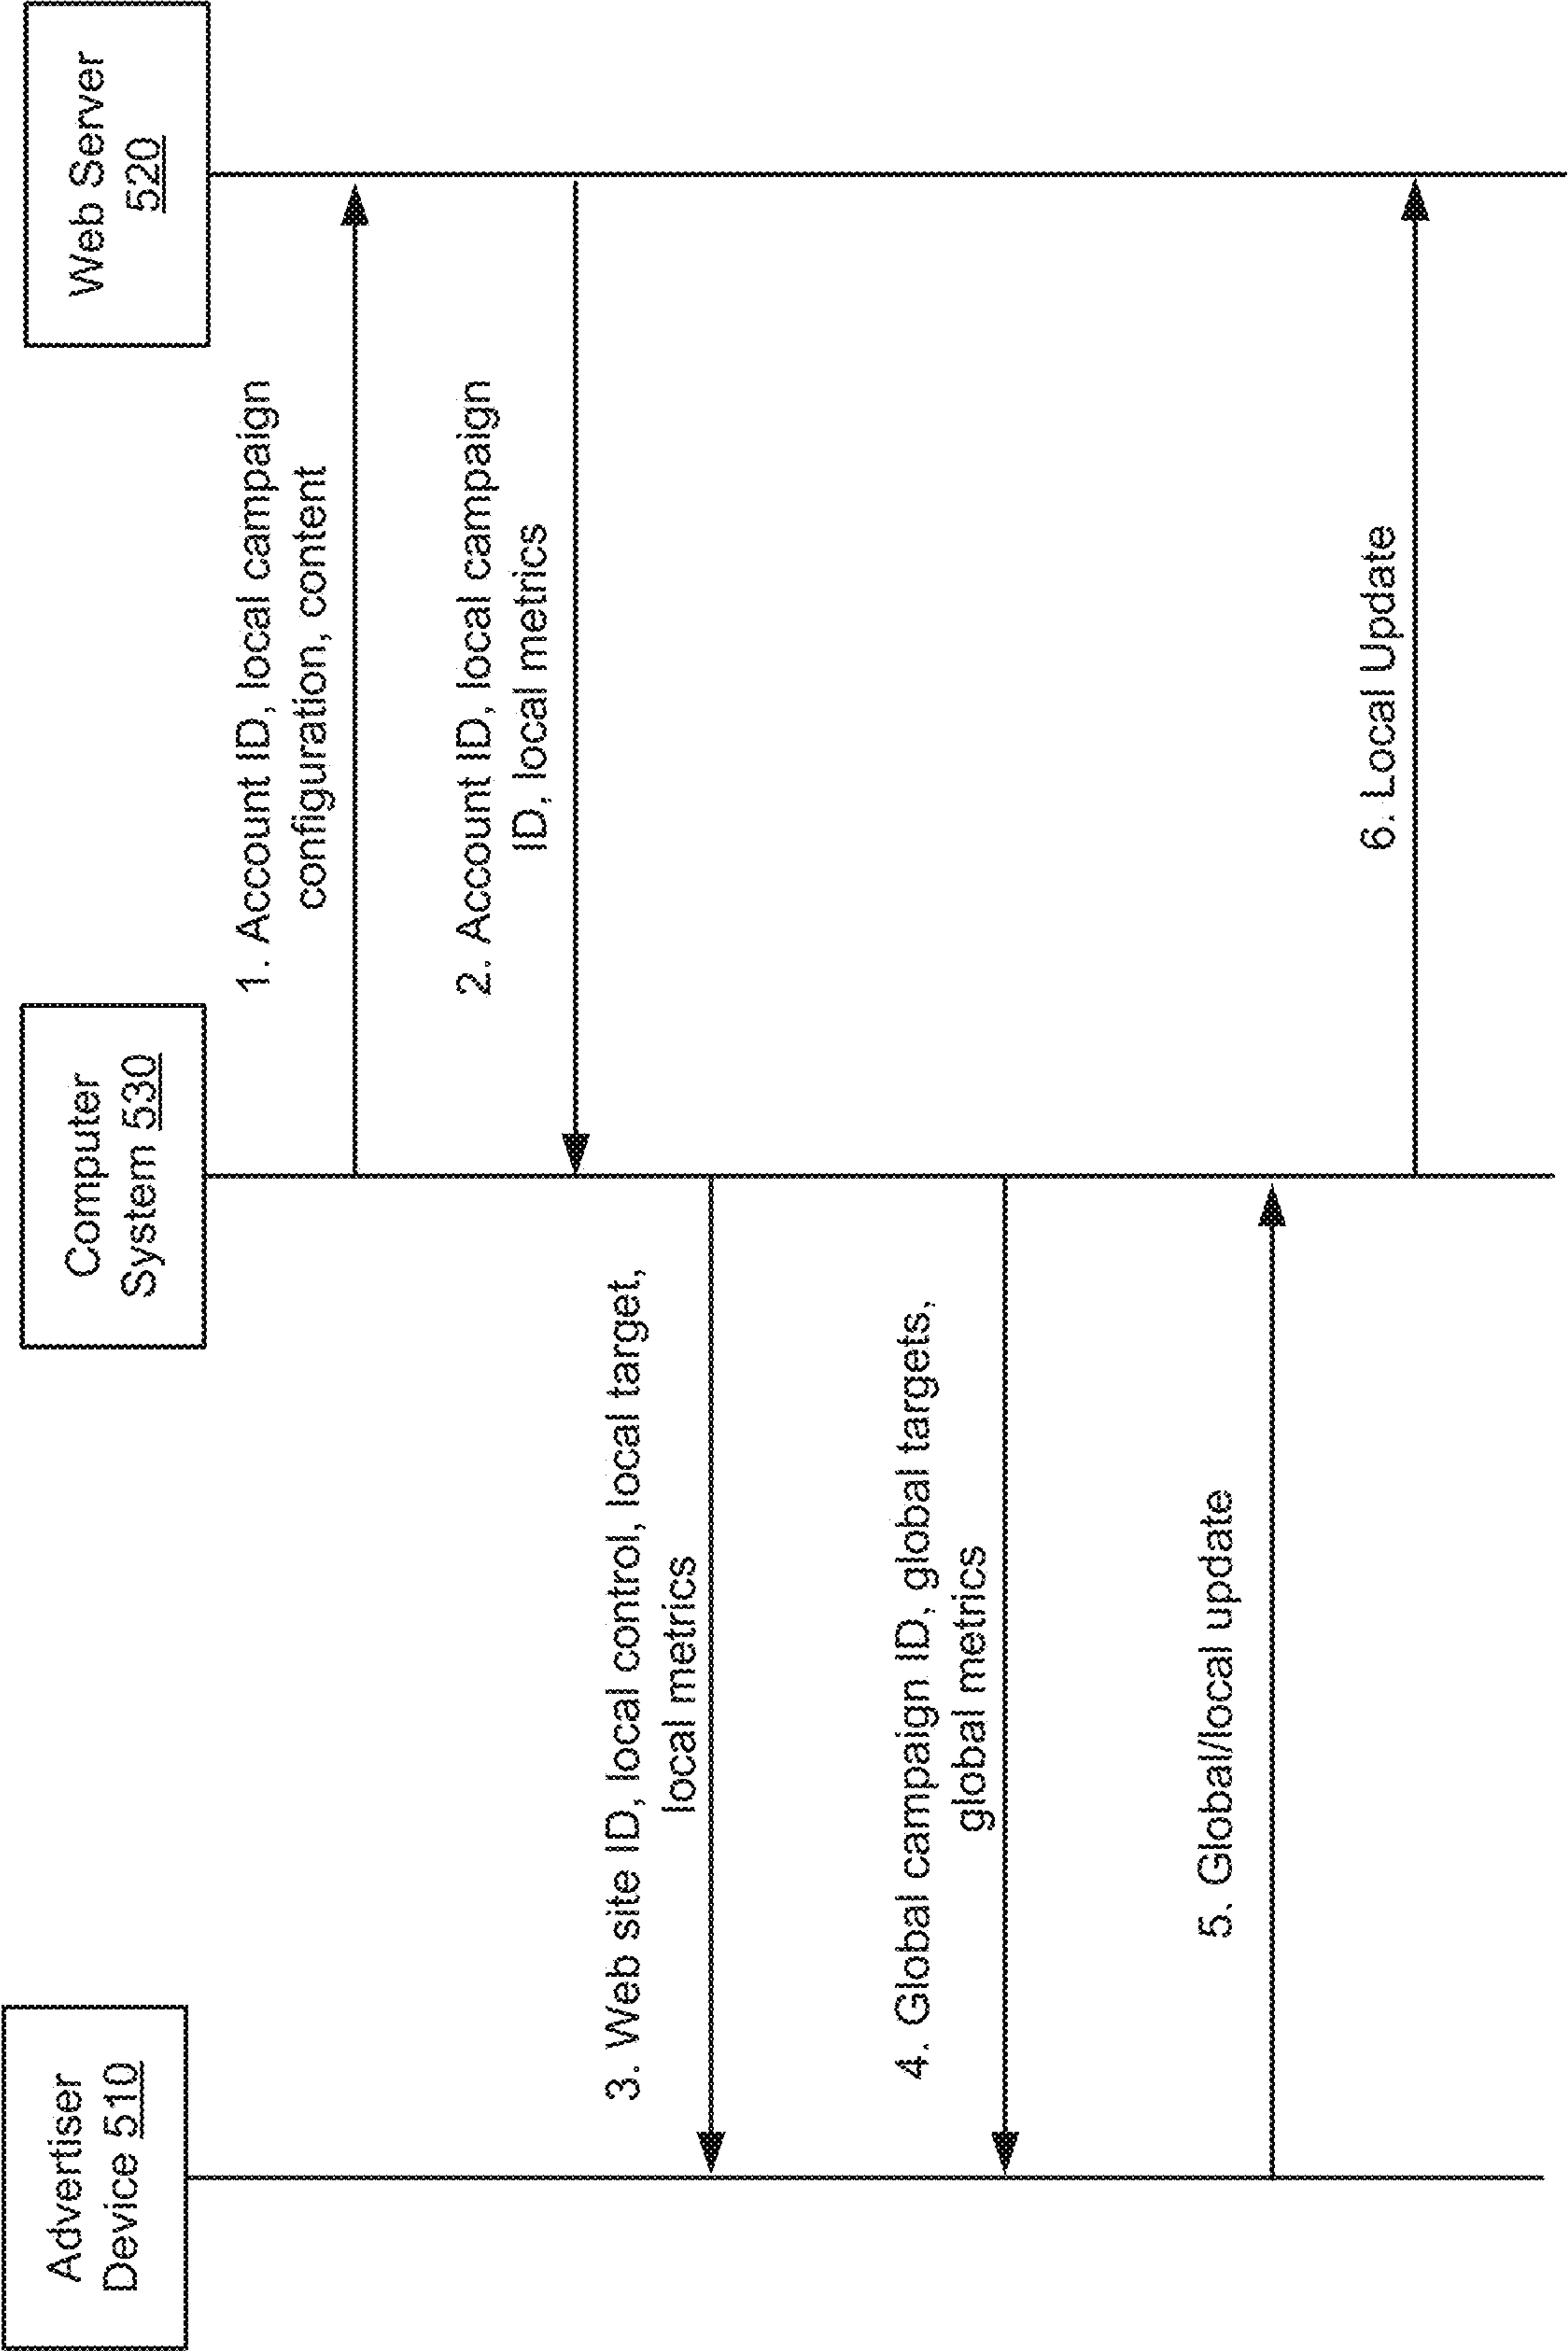 Advertiser
Device 510
Computer
System 530
Web Server
520
1. Account ID, local campaign
configuration, content
2. Account ID, local campaign
ID, local metrics
3. Web site ID, local control, local target,
local metrics
4. Global campaign ID, global targets,
global metrics
5. Global/local update
6. Local Update